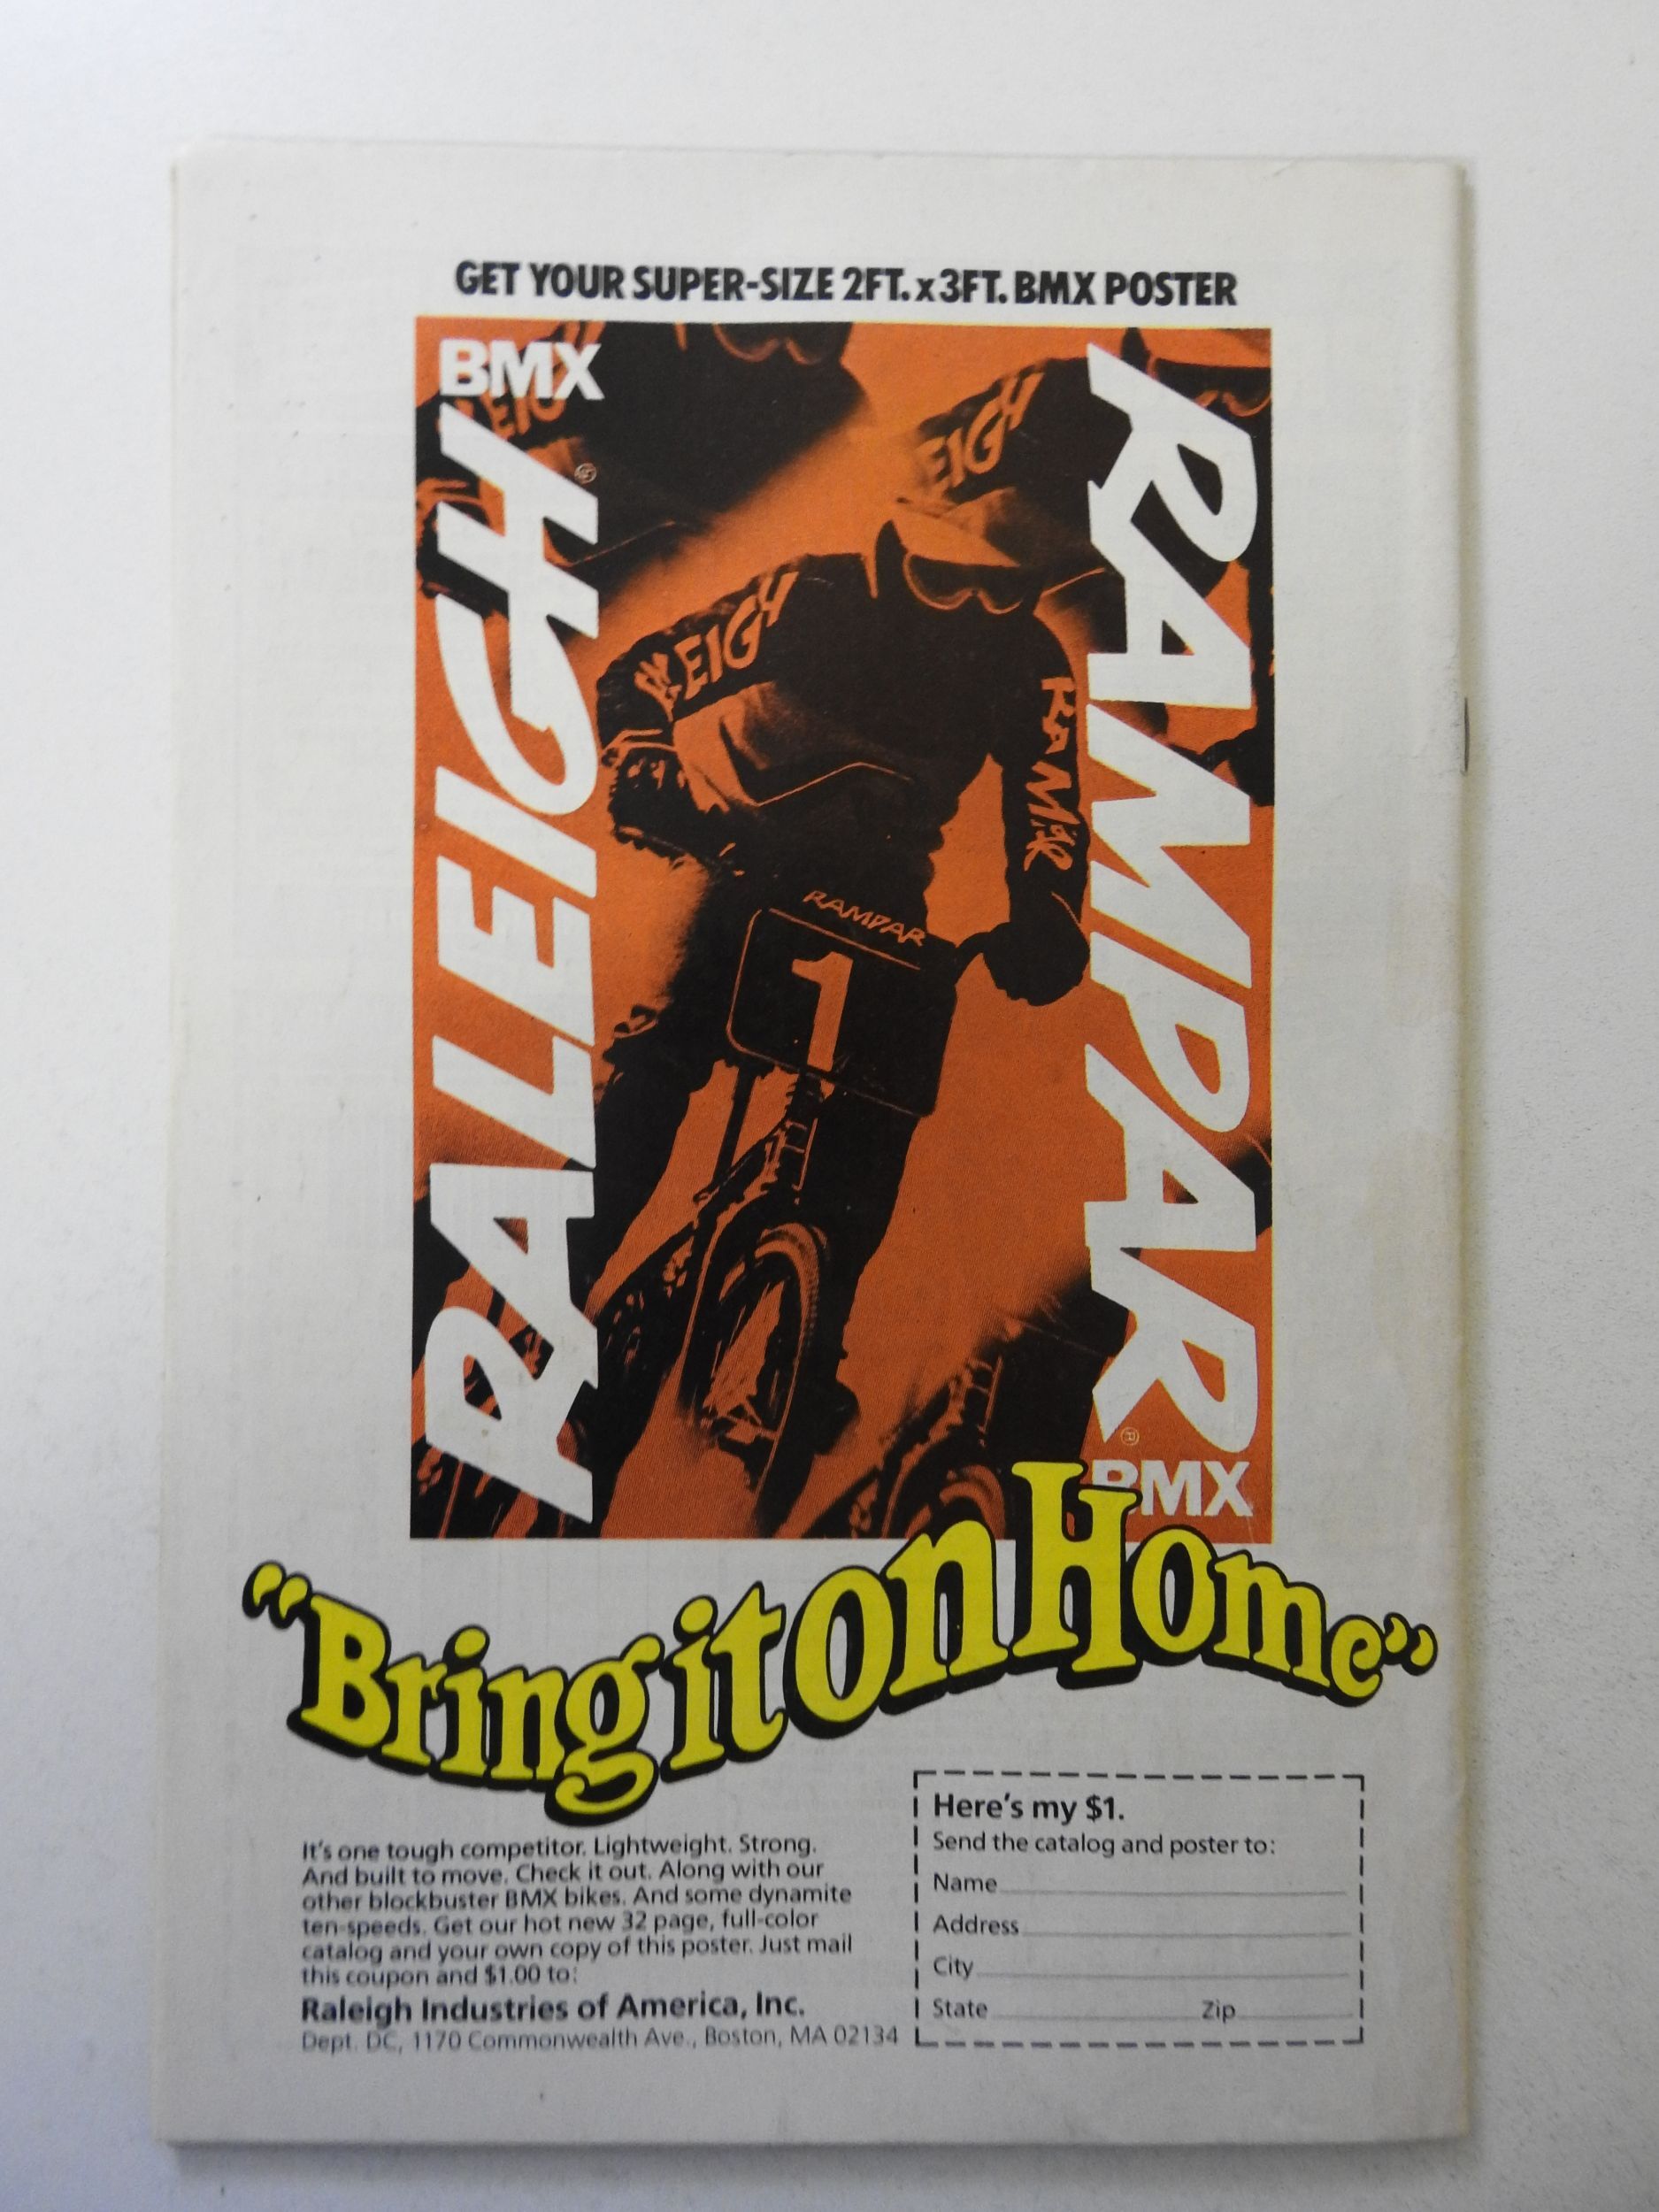 GET YOUR SUPER-SIZE 2FT. x 3FT. BMX POSTER
BMX
RALEIGH®
RAMPAR®
BMX
EIGH
EIGH
EIGH
RAMPAR
1
"Bring it on Home"
It's one tough competitor. Lightweight. Strong.
And built to move. Check it out. Along with our
other blockbuster BMX bikes. And some dynamite
ten-speeds. Get our hot new 32 page, full-color
catalog and your own copy of this poster. Just mail
this coupon and $1.00 to:
Raleigh Industries of America, Inc.
Dept. DC, 1170 Commonwealth Ave., Boston, MA 02134
Here's my $1.
Send the catalog and poster to:
Name
Address
City
State Zip